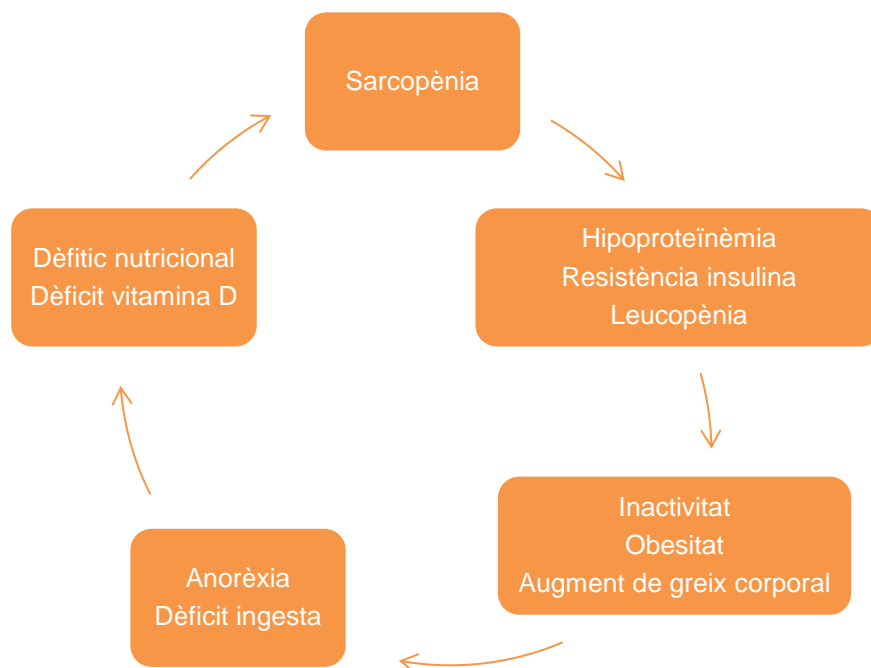 Sarcopènia
Hipoproteïnèmia
Resistència insulina
Leucopènia
Inactivitat
Obesitat
Augment de greix corporal
Anorèxia
Dèficit ingesta
Dèfitic nutricional
Dèficit vitamina D